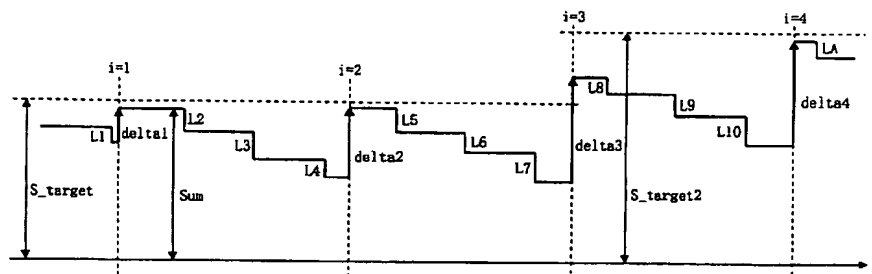 i=3
i=4
i=1
i=2
LA
L8
L1
delta1
L2
L5
L9
delta4
L3
L6
L10
L4
delta2
L7
delta3
S_target
Sum
S_target2